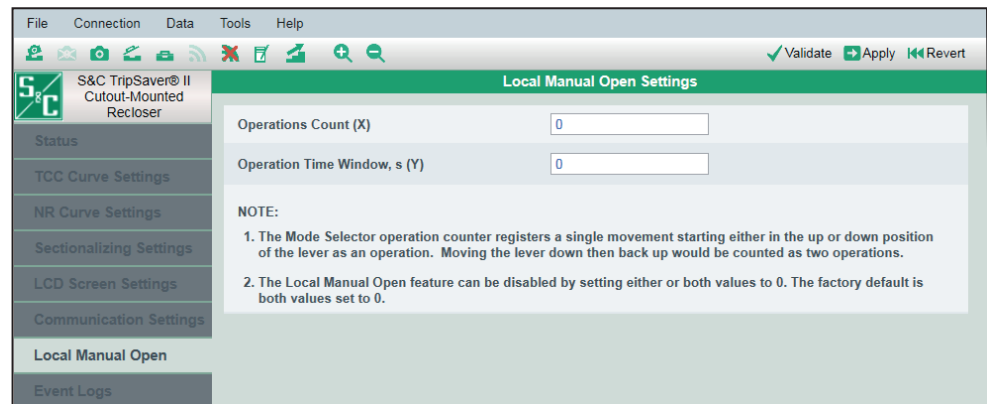 File Connection Data Tools Help
Validate Apply Revert
S&C
S&C TripSaver® II
Cutout-Mounted
Recloser
Status
TCC Curve Settings
NR Curve Settings
Sectionalizing Settings
LCD Screen Settings
Communication Settings
Local Manual Open
Event Logs
Local Manual Open Settings
Operations Count (X) 0
Operation Time Window, s (Y) 0
NOTE:
1. The Mode Selector operation counter registers a single movement starting either in the up or down position
of the lever as an operation. Moving the lever down then back up would be counted as two operations.
2. The Local Manual Open feature can be disabled by setting either or both values to 0. The factory default is
both values set to 0.